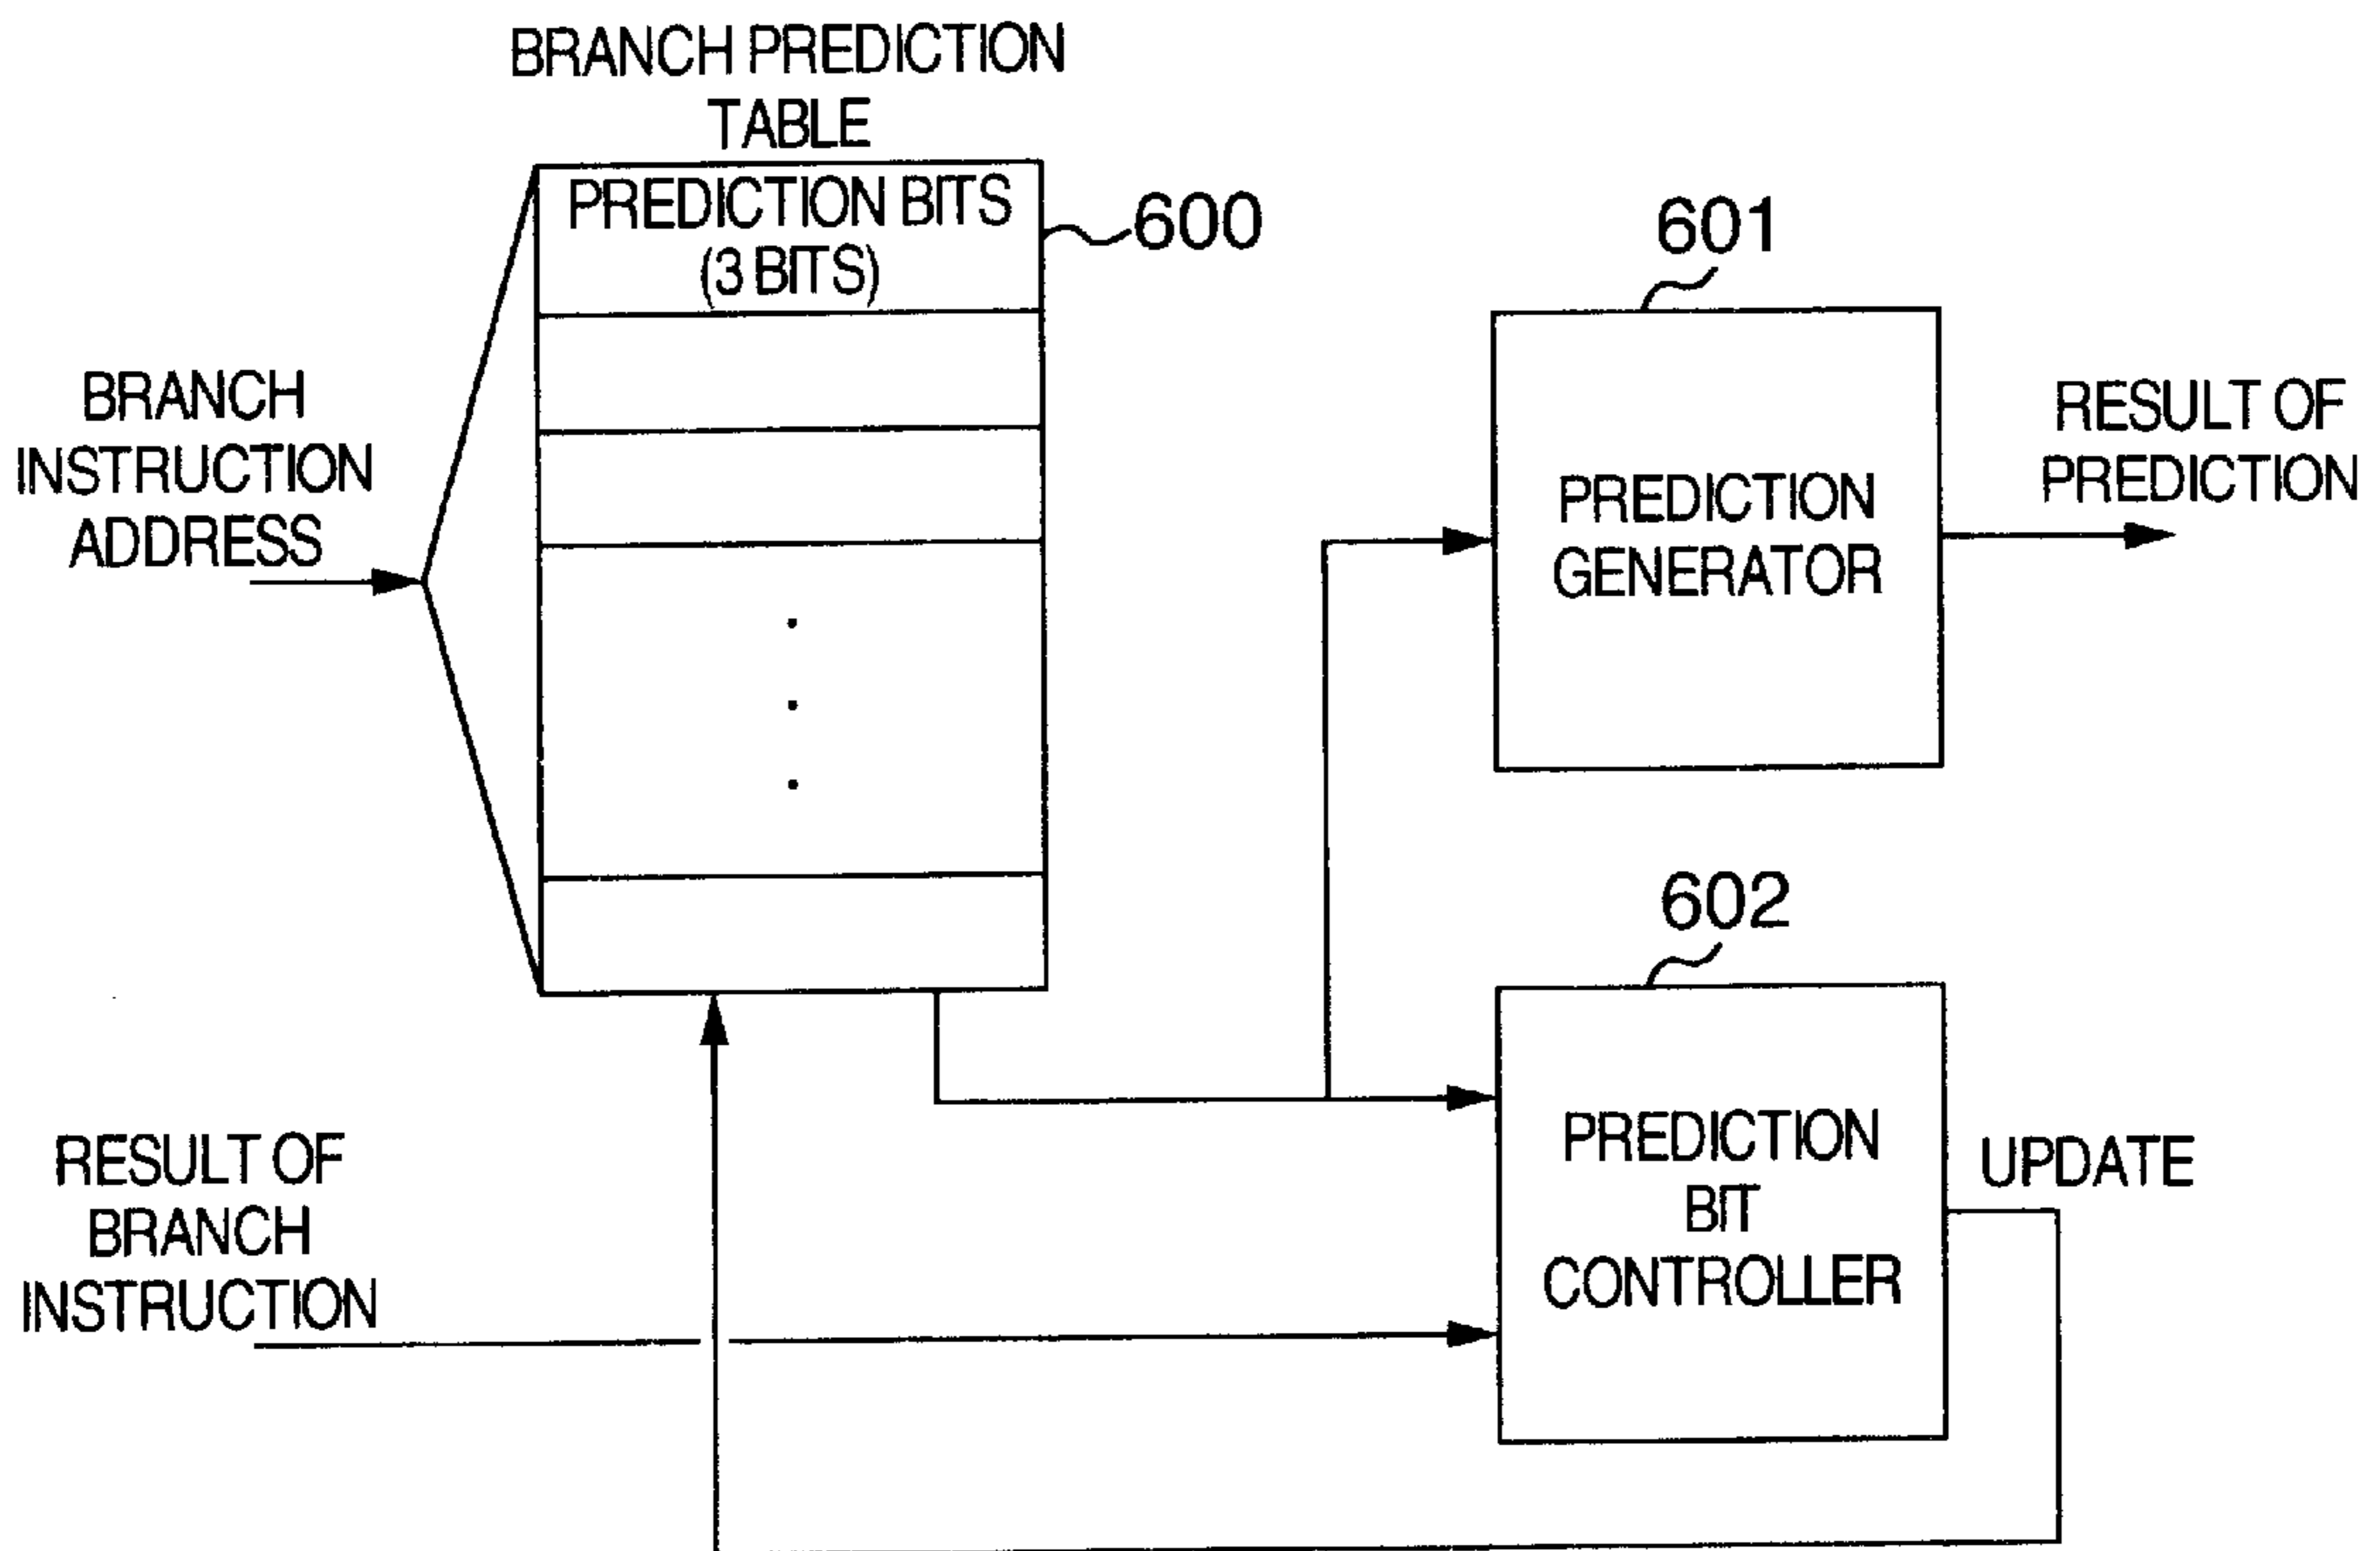 BRANCH PREDICTION
TABLE
PREDICTION BITS
(3 BITS)
600
601
BRANCH
INSTRUCTION
ADDRESS
PREDICTION
GENERATOR
RESULT OF
PREDICTION
602
RESULT OF
BRANCH
INSTRUCTION
PREDICTION
BIT
CONTROLLER
UPDATE